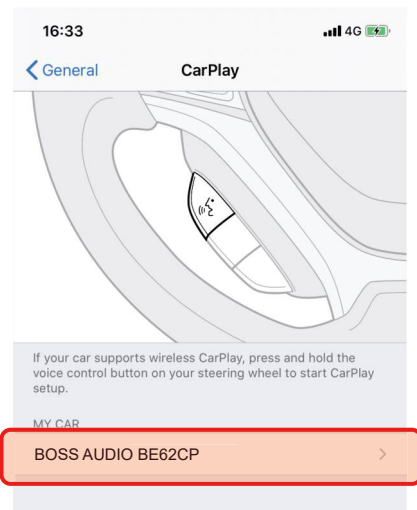 16:33
4G
General
CarPlay
If your car supports wireless CarPlay, press and hold the
voice control button on your steering wheel to start CarPlay
setup.
MY CAR
BOSS AUDIO BE62CP